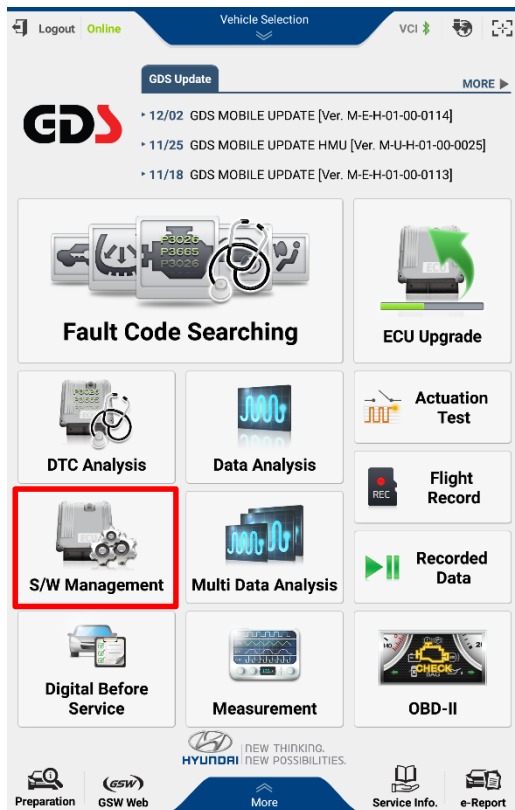 Vehicle Selection
Logout Online
VCI
GDS Update
MORE
GDS
12/02 GDS MOBILE UPDATE [Ver. M-E-H-01-00-0114]
11/25 GDS MOBILE UPDATE HMU [Ver. M-U-H-01-00-0025]
11/18 GDS MOBILE UPDATE [Ver. M-E-H-01-00-0113]
P3026
P3665
P3026
Fault Code Searching
ECU
ECU Upgrade
DTC Analysis
Data Analysis
Actuation
Test
REC
Flight
Record
ECU
S/W Management
Multi Data Analysis
Recorded
Data
Digital Before
Service
Measurement
CHECK
OBD-II
HYUNDAI
NEW THINKING.
NEW POSSIBILITIES.
Preparation
GSW
GSW Web
More
Service Info.
e-Report